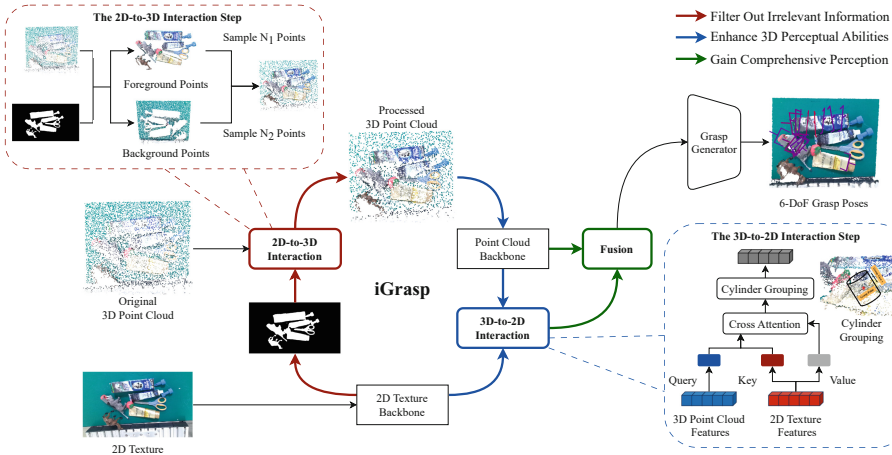 The 2D-to-3D Interaction Step
Sample N1 Points
Foreground Points
Sample N2 Points
Background Points
Filter Out Irrelevant Information
Enhance 3D Perceptual Abilities
Gain Comprehensive Perception
Processed
3D Point Cloud
Grasp
Generator
6-DoF Grasp Poses
2D-to-3D
Interaction
Point Cloud
Backbone
Fusion
Original
3D Point Cloud
iGrasp
3D-to-2D
Interaction
2D Texture
Backbone
2D Texture
The 3D-to-2D Interaction Step
Cylinder Grouping
Cross Attention
Cylinder
Grouping
Query
Key
Value
3D Point Cloud
Features
2D Texture
Features